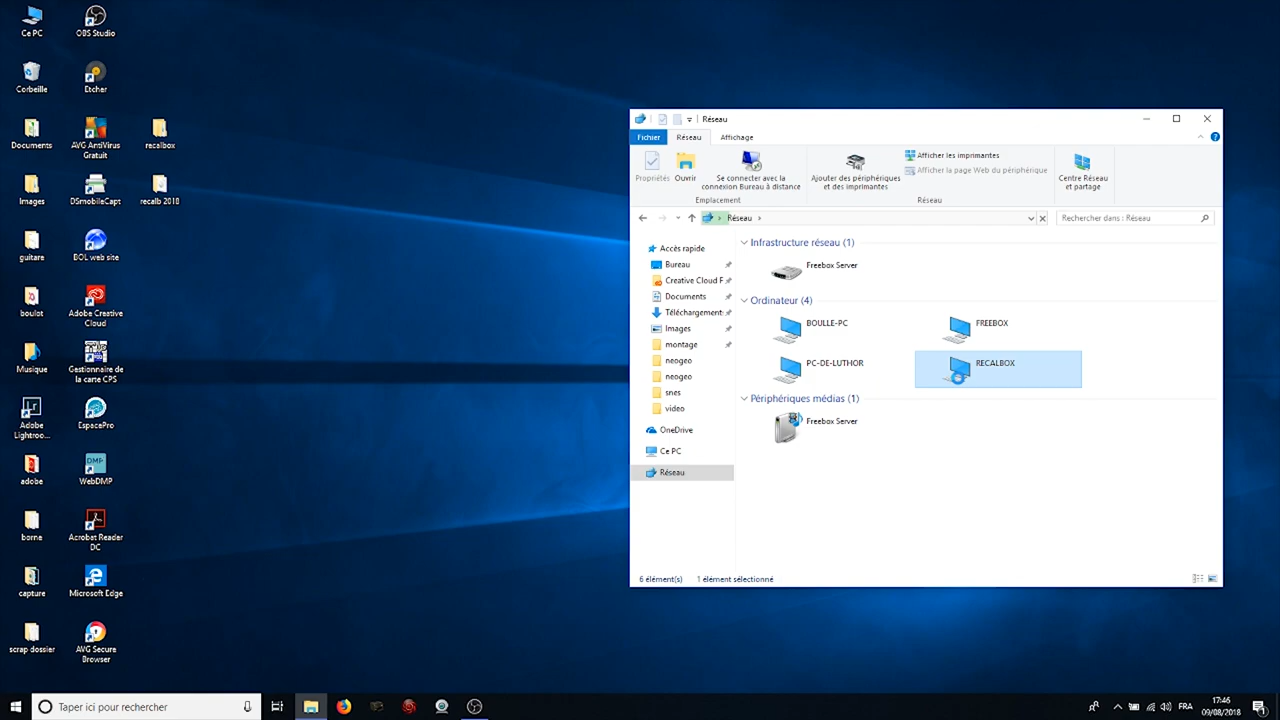 Ce PC
OBS Studio
Corbeille
Etcher
Documents
AVG AntiVirus
Gratuit
recalbox
Images
DSmobileCapt
recalb 2018
guitare
BOL web site
boulot
Adobe Creative
Cloud
Musique
Gestionnaire de
la carte CPS
Adobe
Lightroo...
EspacePro
adobe
DMP
WebDMP
borne
Acrobat Reader
DC
capture
Microsoft Edge
scrap dossier
AVG Secure
Browser
Réseau
Fichier
Réseau
Affichage
Propriétés
Ouvrir
Se connecter avec la
connexion Bureau à distance
Emplacement
Ajouter des périphériques
et des imprimantes
Afficher les imprimantes
Afficher la page Web du périphérique
Réseau
Centre Réseau
et partage
Réseau
Rechercher dans : Réseau
Accès rapide
Bureau
Creative Cloud F
Documents
Téléchargement
Images
montage
neogeo
neogeo
snes
video
OneDrive
Ce PC
Réseau
Infrastructure réseau (1)
Freebox Server
Ordinateur (4)
BOULLE-PC
FREEBOX
PC-DE-LUTHOR
RECALBOX
Périphériques médias (1)
Freebox Server
6 élément(s)
1 élément sélectionné
Taper ici pour rechercher
FRA
17:46
09/08/2018
1